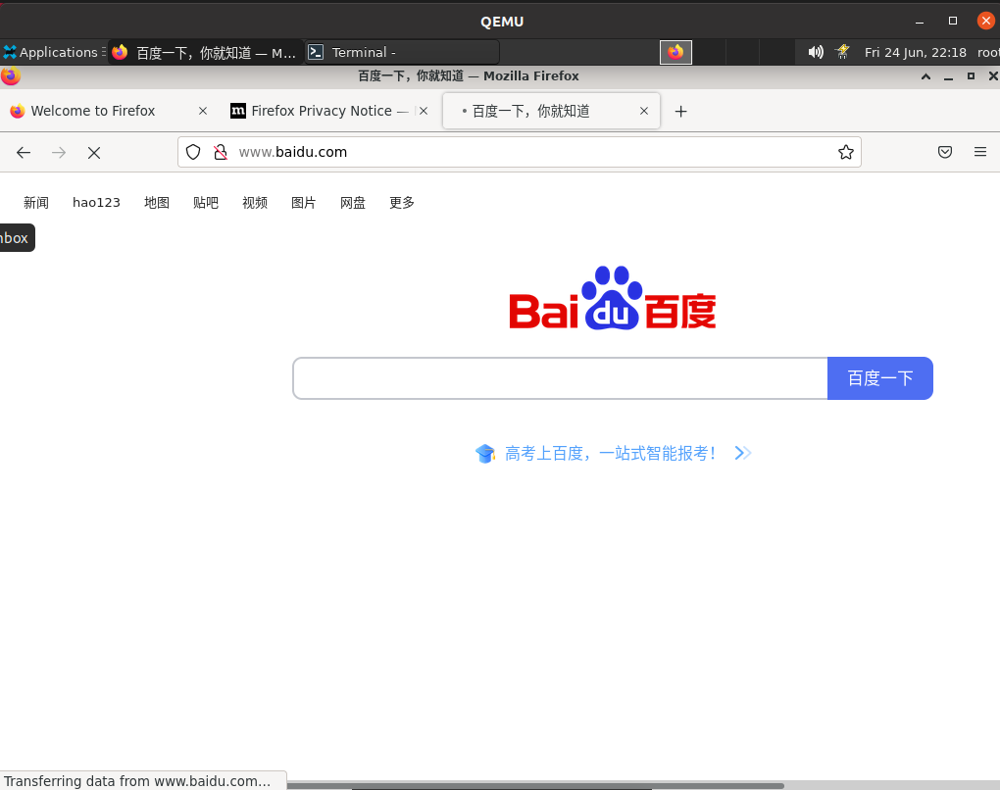 QEMU
Applications 百度一下，你就知道 — M... Terminal - Fri 24 Jun, 22:18 root
百度一下，你就知道 — Mozilla Firefox
Welcome to Firefox Firefox Privacy Notice — 百度一下，你就知道
www.baidu.com
新闻 hao123 地图 贴吧 视频 图片 网盘 更多
Bai du 百度
百度一下
高考上百度，一站式智能报考！
Transferring data from www.baidu.com…